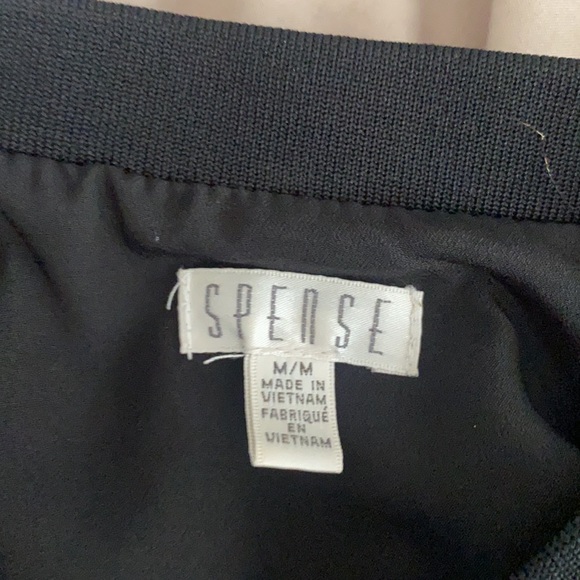 SPENSE
M/M
MADE IN
VIETNAM
FABRIQUÉ
EN
VIETNAM